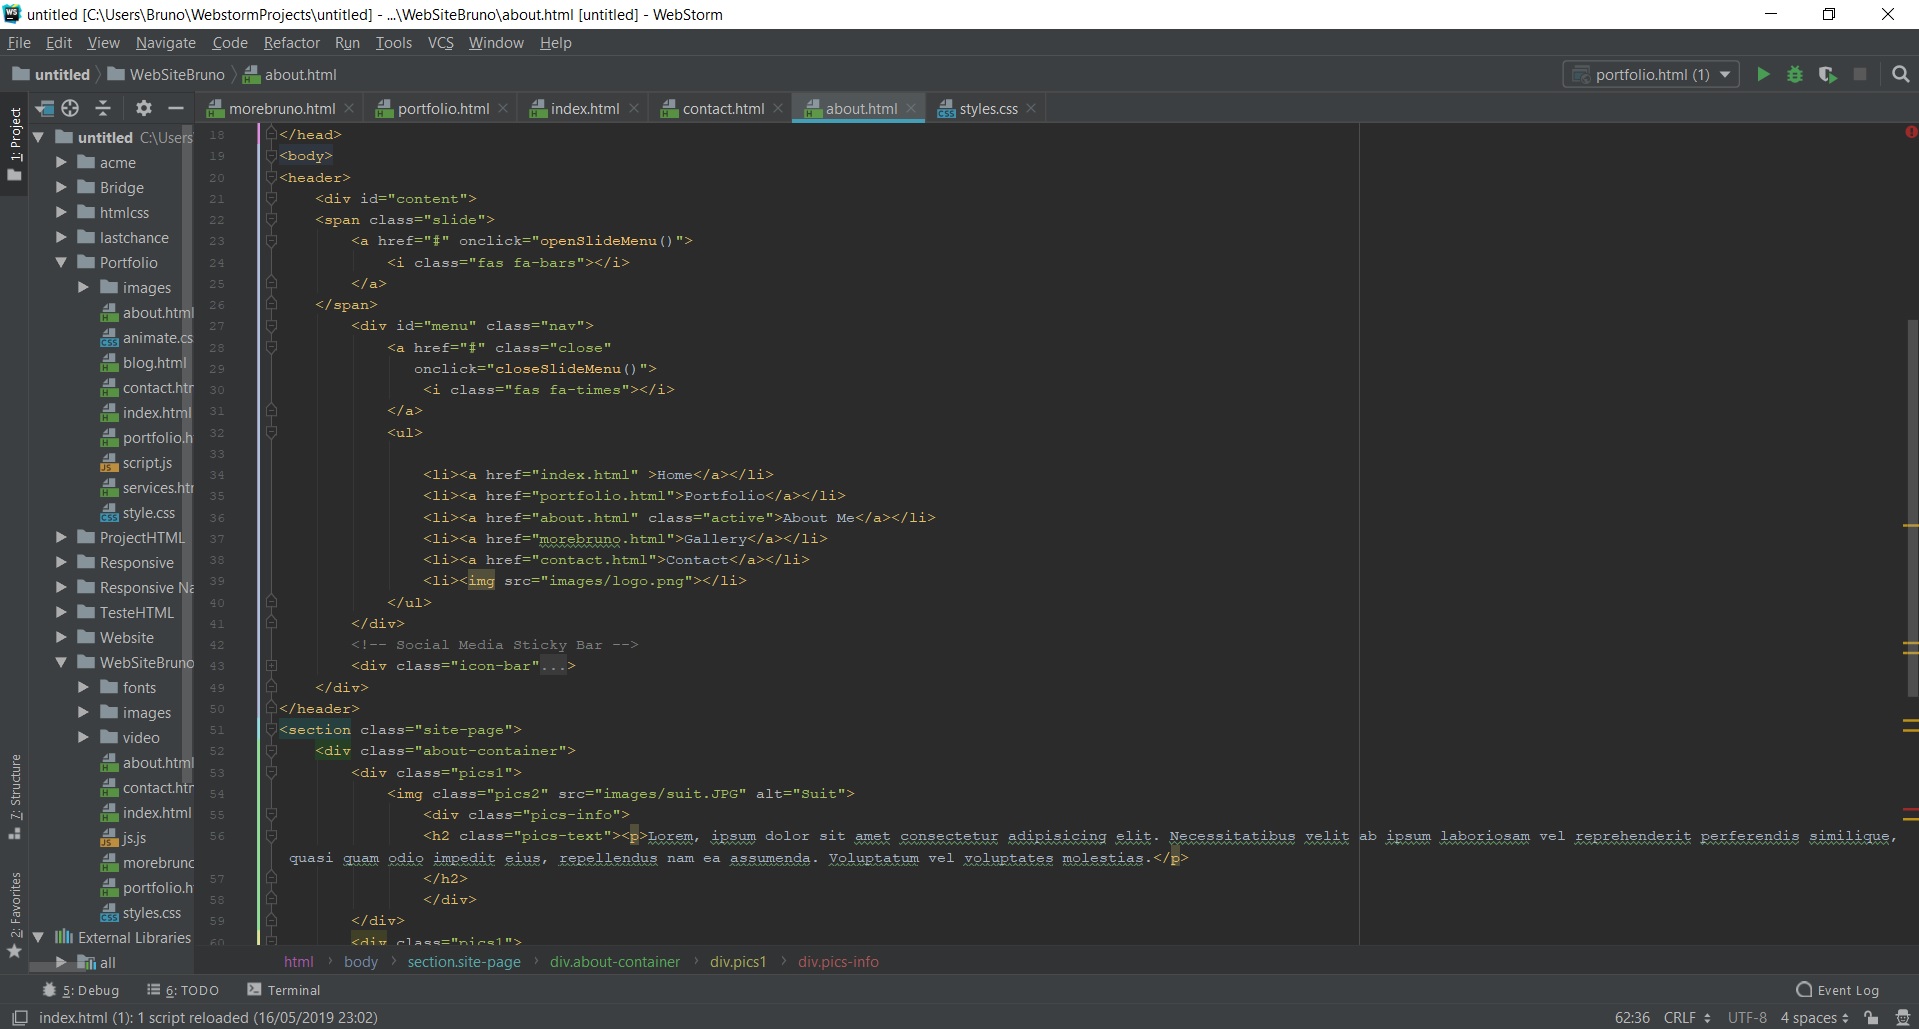 untitled [C:\Users\Bruno\WebstormProjects\untitled] - ...\WebSiteBruno\about.html [untitled] - WebStorm
File Edit View Navigate Code Refactor Run Tools VCS Window Help
untitled WebSiteBruno about.html portfolio.html (1)
morebruno.html portfolio.html index.html contact.html about.html styles.css
1: Project
7: Structure
2: Favorites
untitled C:\Users
acme
Bridge
htmlcss
lastchance
Portfolio
images
about.html
animate.cs
blog.html
contact.htm
index.html
portfolio.h
script.js
services.htm
style.css
ProjectHTML
Responsive
Responsive Na
TesteHTML
Website
WebSiteBruno
fonts
images
video
about.html
contact.htm
index.html
js.js
morebruno
portfolio.h
styles.css
External Libraries
all
18 </head>
19 <body>
20 <header>
21 <div id="content">
22 <span class="slide">
23 <a href="#" onclick="openSlideMenu()">
24 <i class="fas fa-bars"></i>
25 </a>
26 </span>
27 <div id="menu" class="nav">
28 <a href="#" class="close"
29 onclick="closeSlideMenu()">
30 <i class="fas fa-times"></i>
31 </a>
32 <ul>
33
34 <li><a href="index.html" >Home</a></li>
35 <li><a href="portfolio.html">Portfolio</a></li>
36 <li><a href="about.html" class="active">About Me</a></li>
37 <li><a href="morebruno.html">Gallery</a></li>
38 <li><a href="contact.html">Contact</a></li>
39 <li><img src="images/logo.png"></li>
40 </ul>
41 </div>
42 <!-- Social Media Sticky Bar -->
43 <div class="icon-bar"...>
49 </div>
50 </header>
51 <section class="site-page">
52 <div class="about-container">
53 <div class="pics1">
54 <img class="pics2" src="images/suit.JPG" alt="Suit">
55 <div class="pics-info">
56 <h2 class="pics-text"><p>Lorem, ipsum dolor sit amet consectetur adipisicing elit. Necessitatibus velit ab ipsum laboriosam vel reprehenderit perferendis similique,
quasi quam odio impedit eius, repellendus nam ea assumenda. Voluptatum vel voluptates molestias.</p>
57 </h2>
58 </div>
59 </div>
60 <div class="pics1">
html body section.site-page div.about-container div.pics1 div.pics-info
5: Debug 6: TODO Terminal Event Log
index.html (1): 1 script reloaded (16/05/2019 23:02) 62:36 CRLF UTF-8 4 spaces